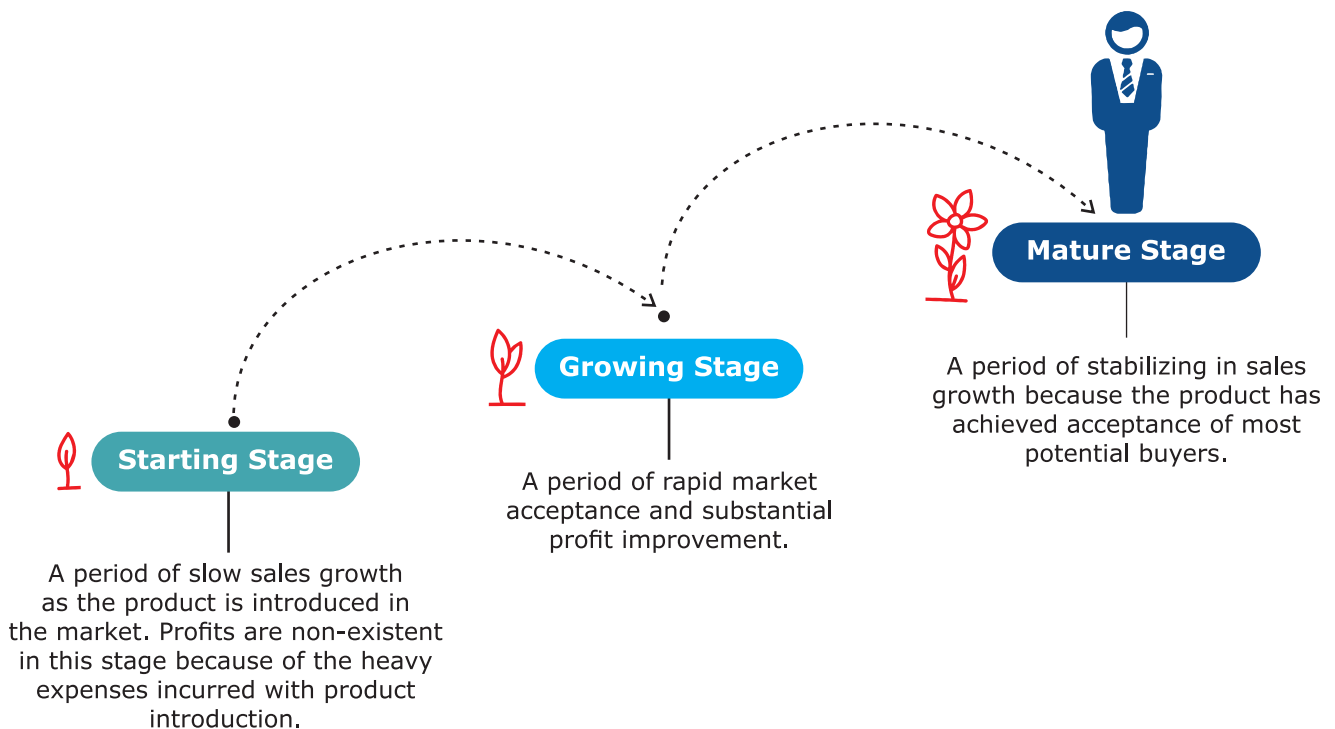 Starting Stage
A period of slow sales growth
as the product is introduced in
the market. Profits are non-existent
in this stage because of the heavy
expenses incurred with product
introduction.
Growing Stage
A period of rapid market
acceptance and substantial
profit improvement.
Mature Stage
A period of stabilizing in sales
growth because the product has
achieved acceptance of most
potential buyers.